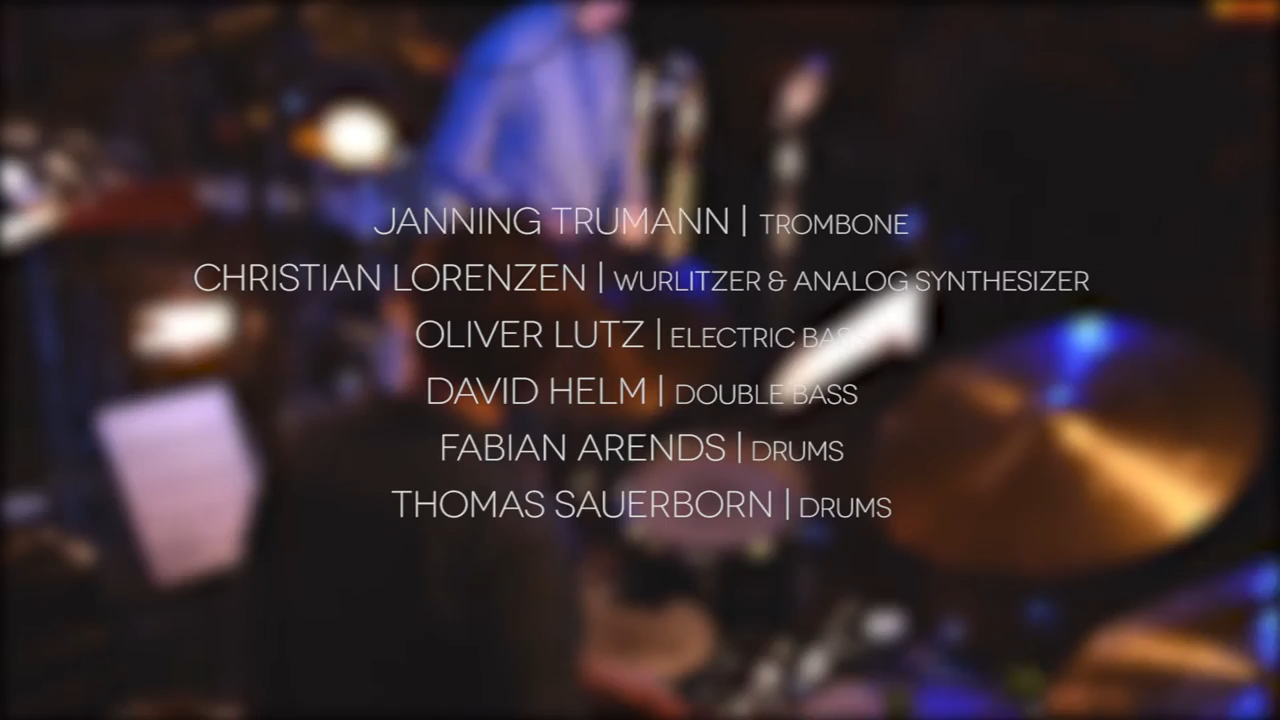 JANNING TRUMANN | TROMBONE
CHRISTIAN LORENZEN | WURLITZER & ANALOG SYNTHESIZER
OLIVER LUTZ | ELECTRIC BASS
DAVID HELM | DOUBLE BASS
FABIAN ARENDS | DRUMS
THOMAS SAUERBORN | DRUMS